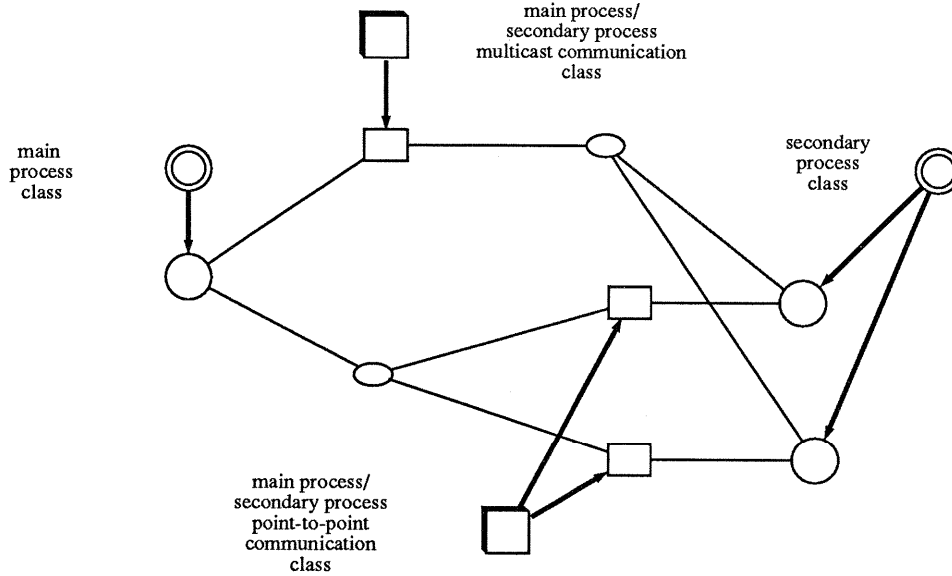 main process/
secondary process
multicast communication
class
main
process
class
secondary
process
class
main process/
secondary process
point-to-point
communication
class